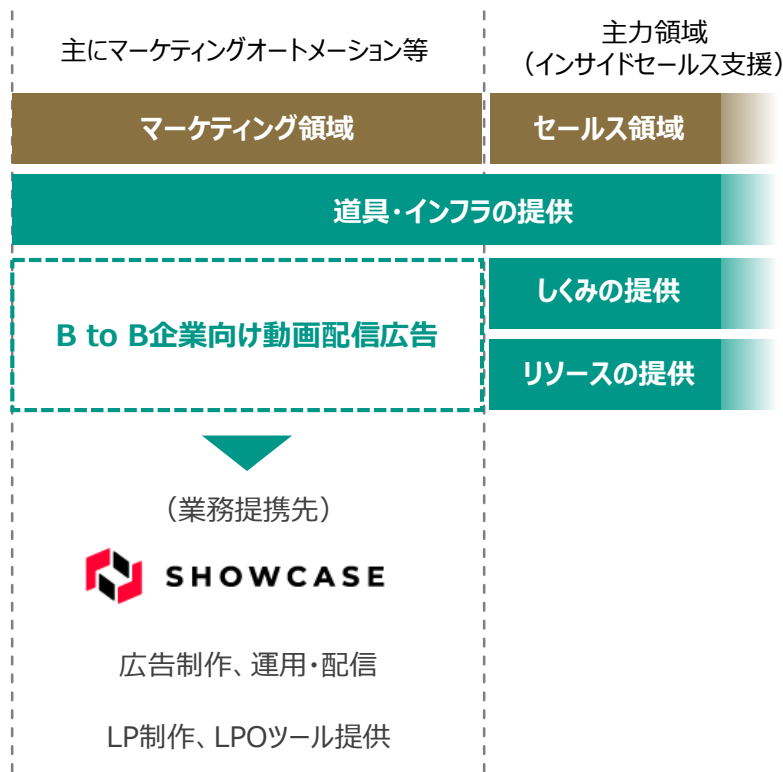 主にマーケティングオートメーション等
主力領域
（インサイドセールス支援）
マーケティング領域
セールス領域
道具・インフラの提供
B to B企業向け動画配信広告
しくみの提供
リソースの提供
（業務提携先）
SHOWCASE
広告制作、運用・配信
LP制作、LPOツール提供